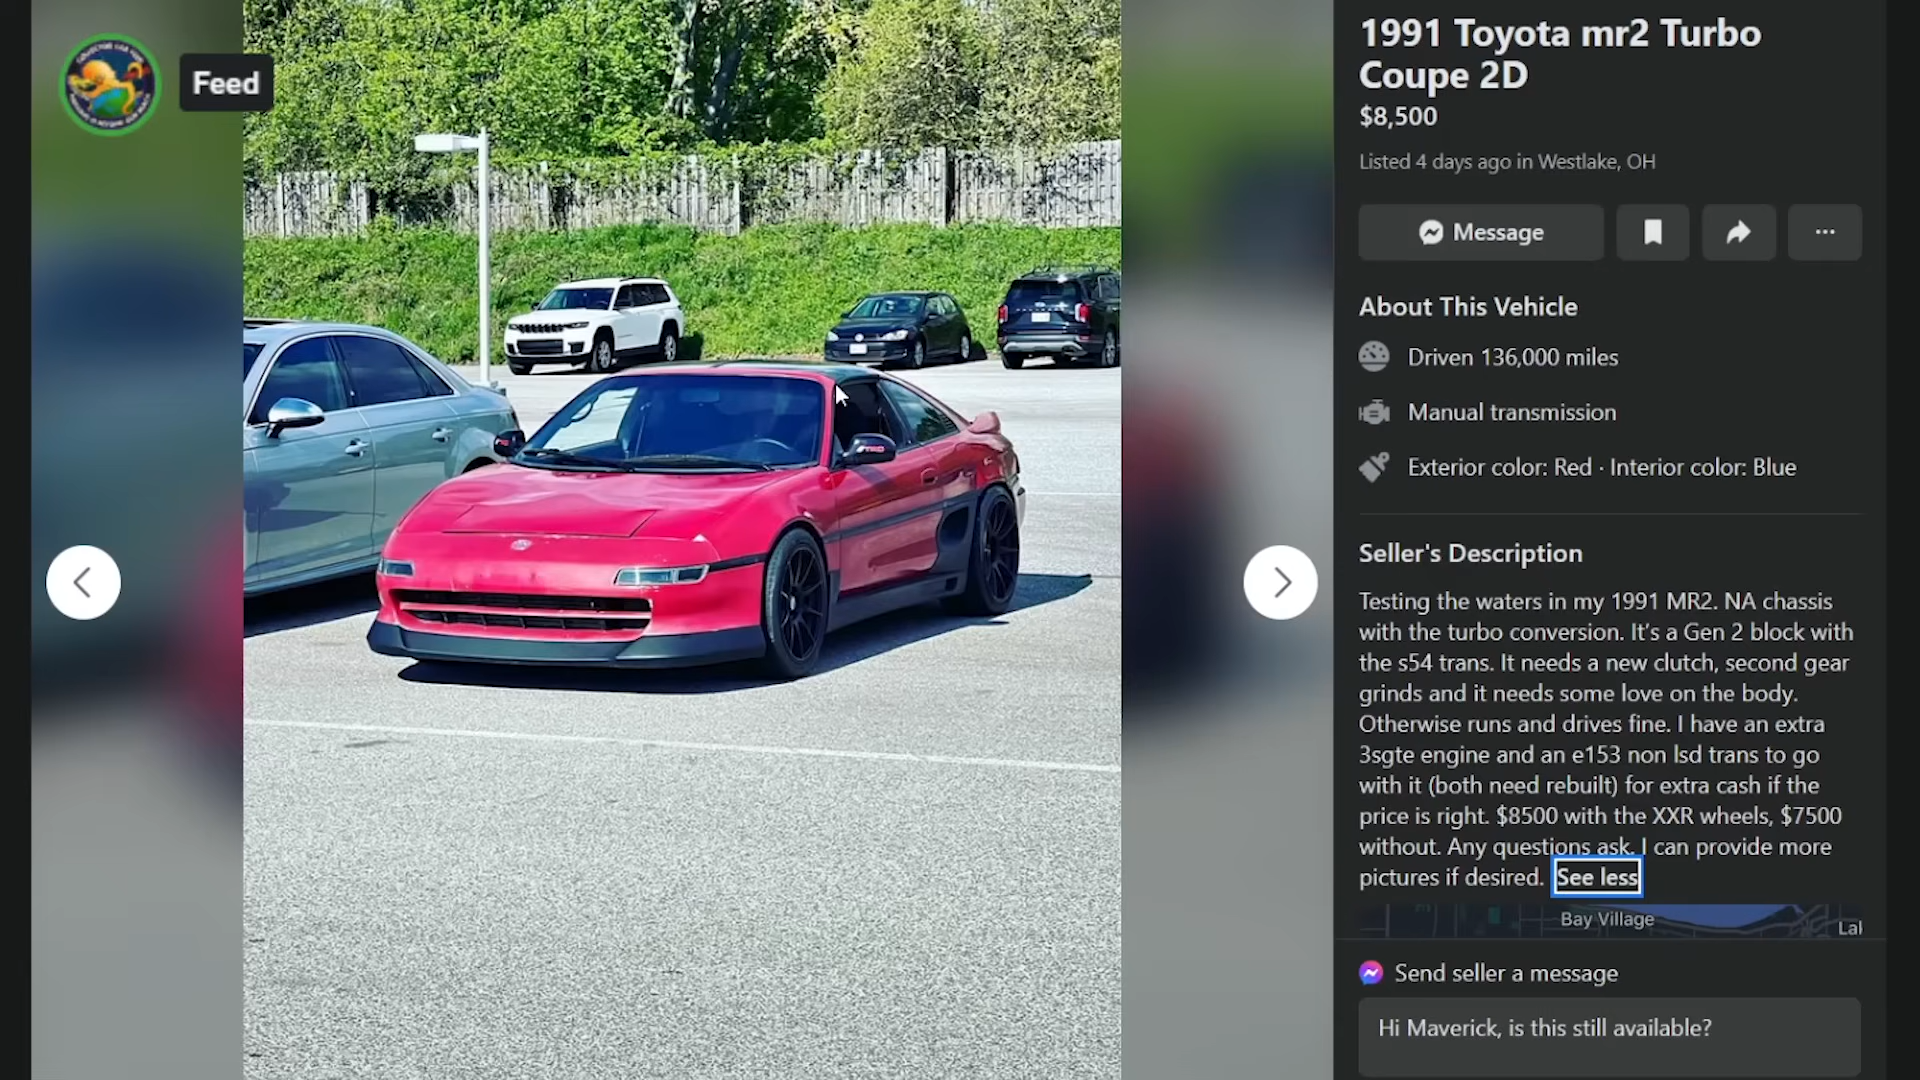 Feed
1991 Toyota mr2 Turbo
Coupe 2D
$8,500
Listed 4 days ago in Westlake, OH
Message
About This Vehicle
Driven 136,000 miles
Manual transmission
Exterior color: Red · Interior color: Blue
Seller's Description
Testing the waters in my 1991 MR2. NA chassis
with the turbo conversion. It's a Gen 2 block with
the s54 trans. It needs a new clutch, second gear
grinds and it needs some love on the body.
Otherwise runs and drives fine. I have an extra
3sgte engine and an e153 non lsd trans to go
with it (both need rebuilt) for extra cash if the
price is right. $8500 with the XXR wheels, $7500
without. Any questions ask. I can provide more
pictures if desired. See less
Bay Village
Lal
Send seller a message
Hi Maverick, is this still available?
TRD